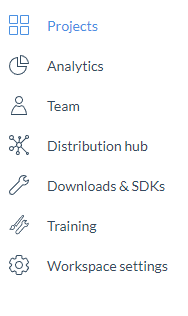 Projects
Analytics
Team
Distribution hub
Downloads & SDKs
Training
Workspace settings